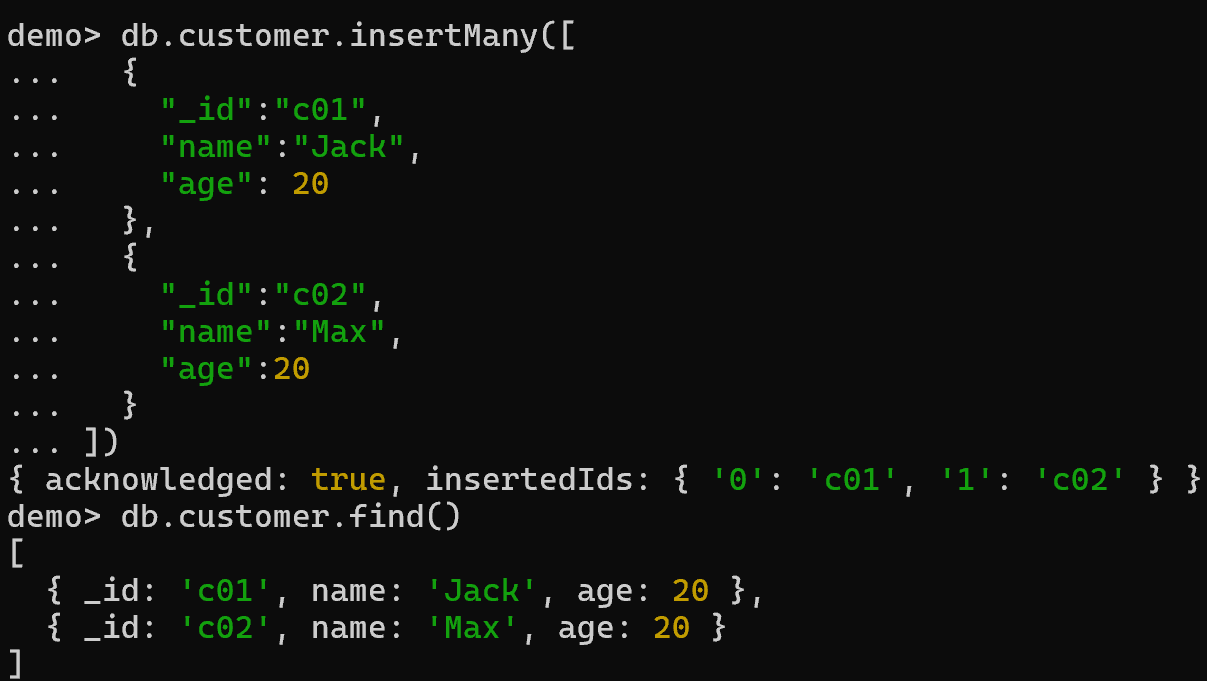 demo> db.customer.insertMany([
...   {
...     "_id":"c01",
...     "name":"Jack",
...     "age": 20
...   },
...   {
...     "_id":"c02",
...     "name":"Max",
...     "age":20
...   }
... ])
{ acknowledged: true, insertedIds: { '0': 'c01', '1': 'c02' } }
demo> db.customer.find()
[
  { _id: 'c01', name: 'Jack', age: 20 },
  { _id: 'c02', name: 'Max', age: 20 }
]